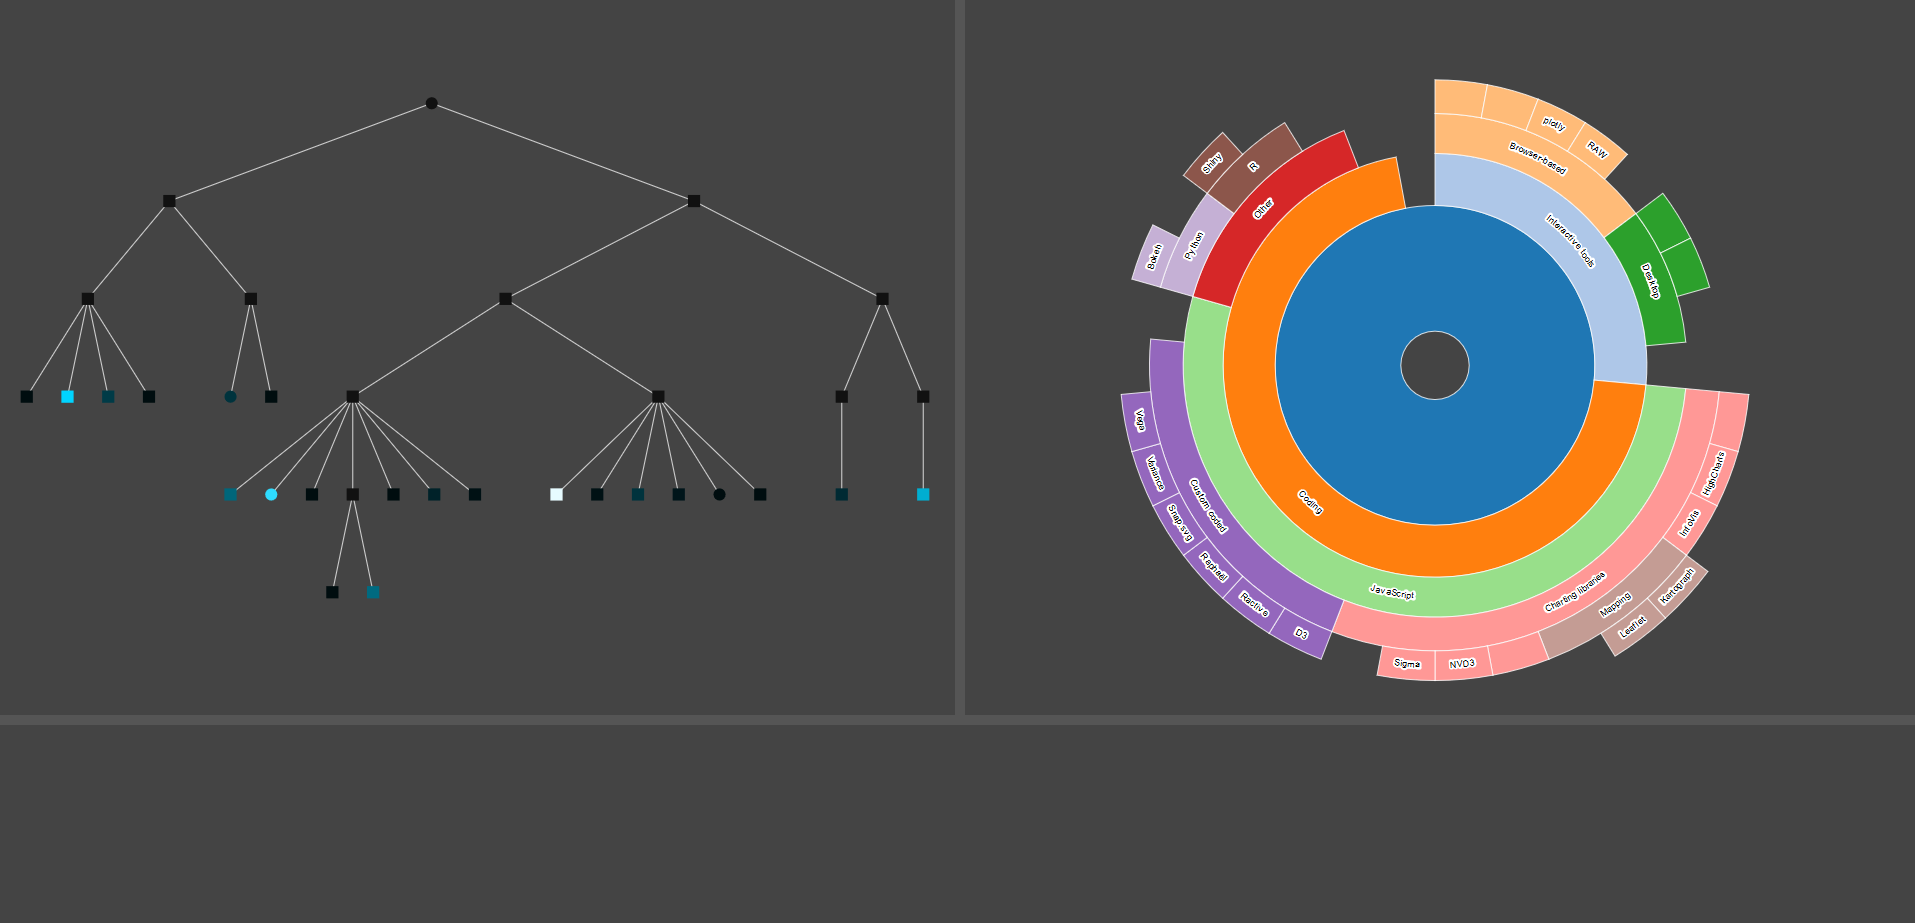 plotly
RAW
Browser-based
Interactive tools
Desktop
HighCharts
InfoVis
Kartograph
Leaflet
Mapping
Charting libraries
NVD3
Sigma
JavaScript
Coding
D3
Ractive
Raphaël
Snap.svg
Variance
Vega
Custom coded
Bokeh
Python
Shiny
R
Other